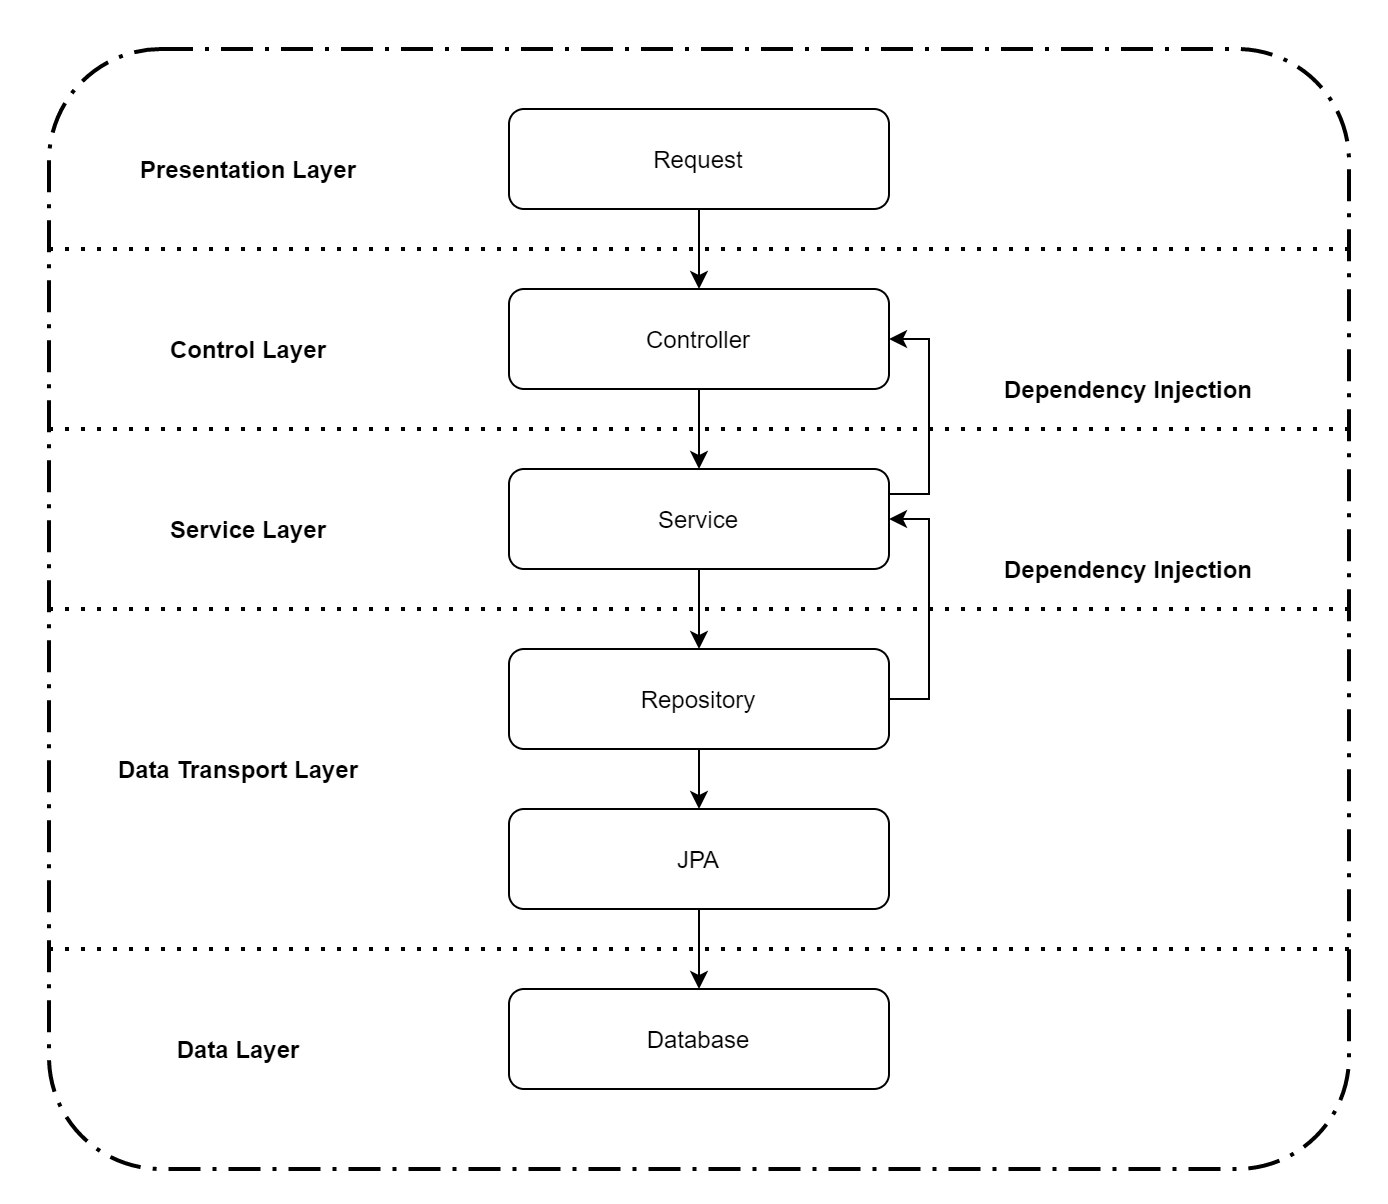 Presentation Layer
Request
Control Layer
Controller
Dependency Injection
Service Layer
Service
Dependency Injection
Repository
Data Transport Layer
JPA
Data Layer
Database